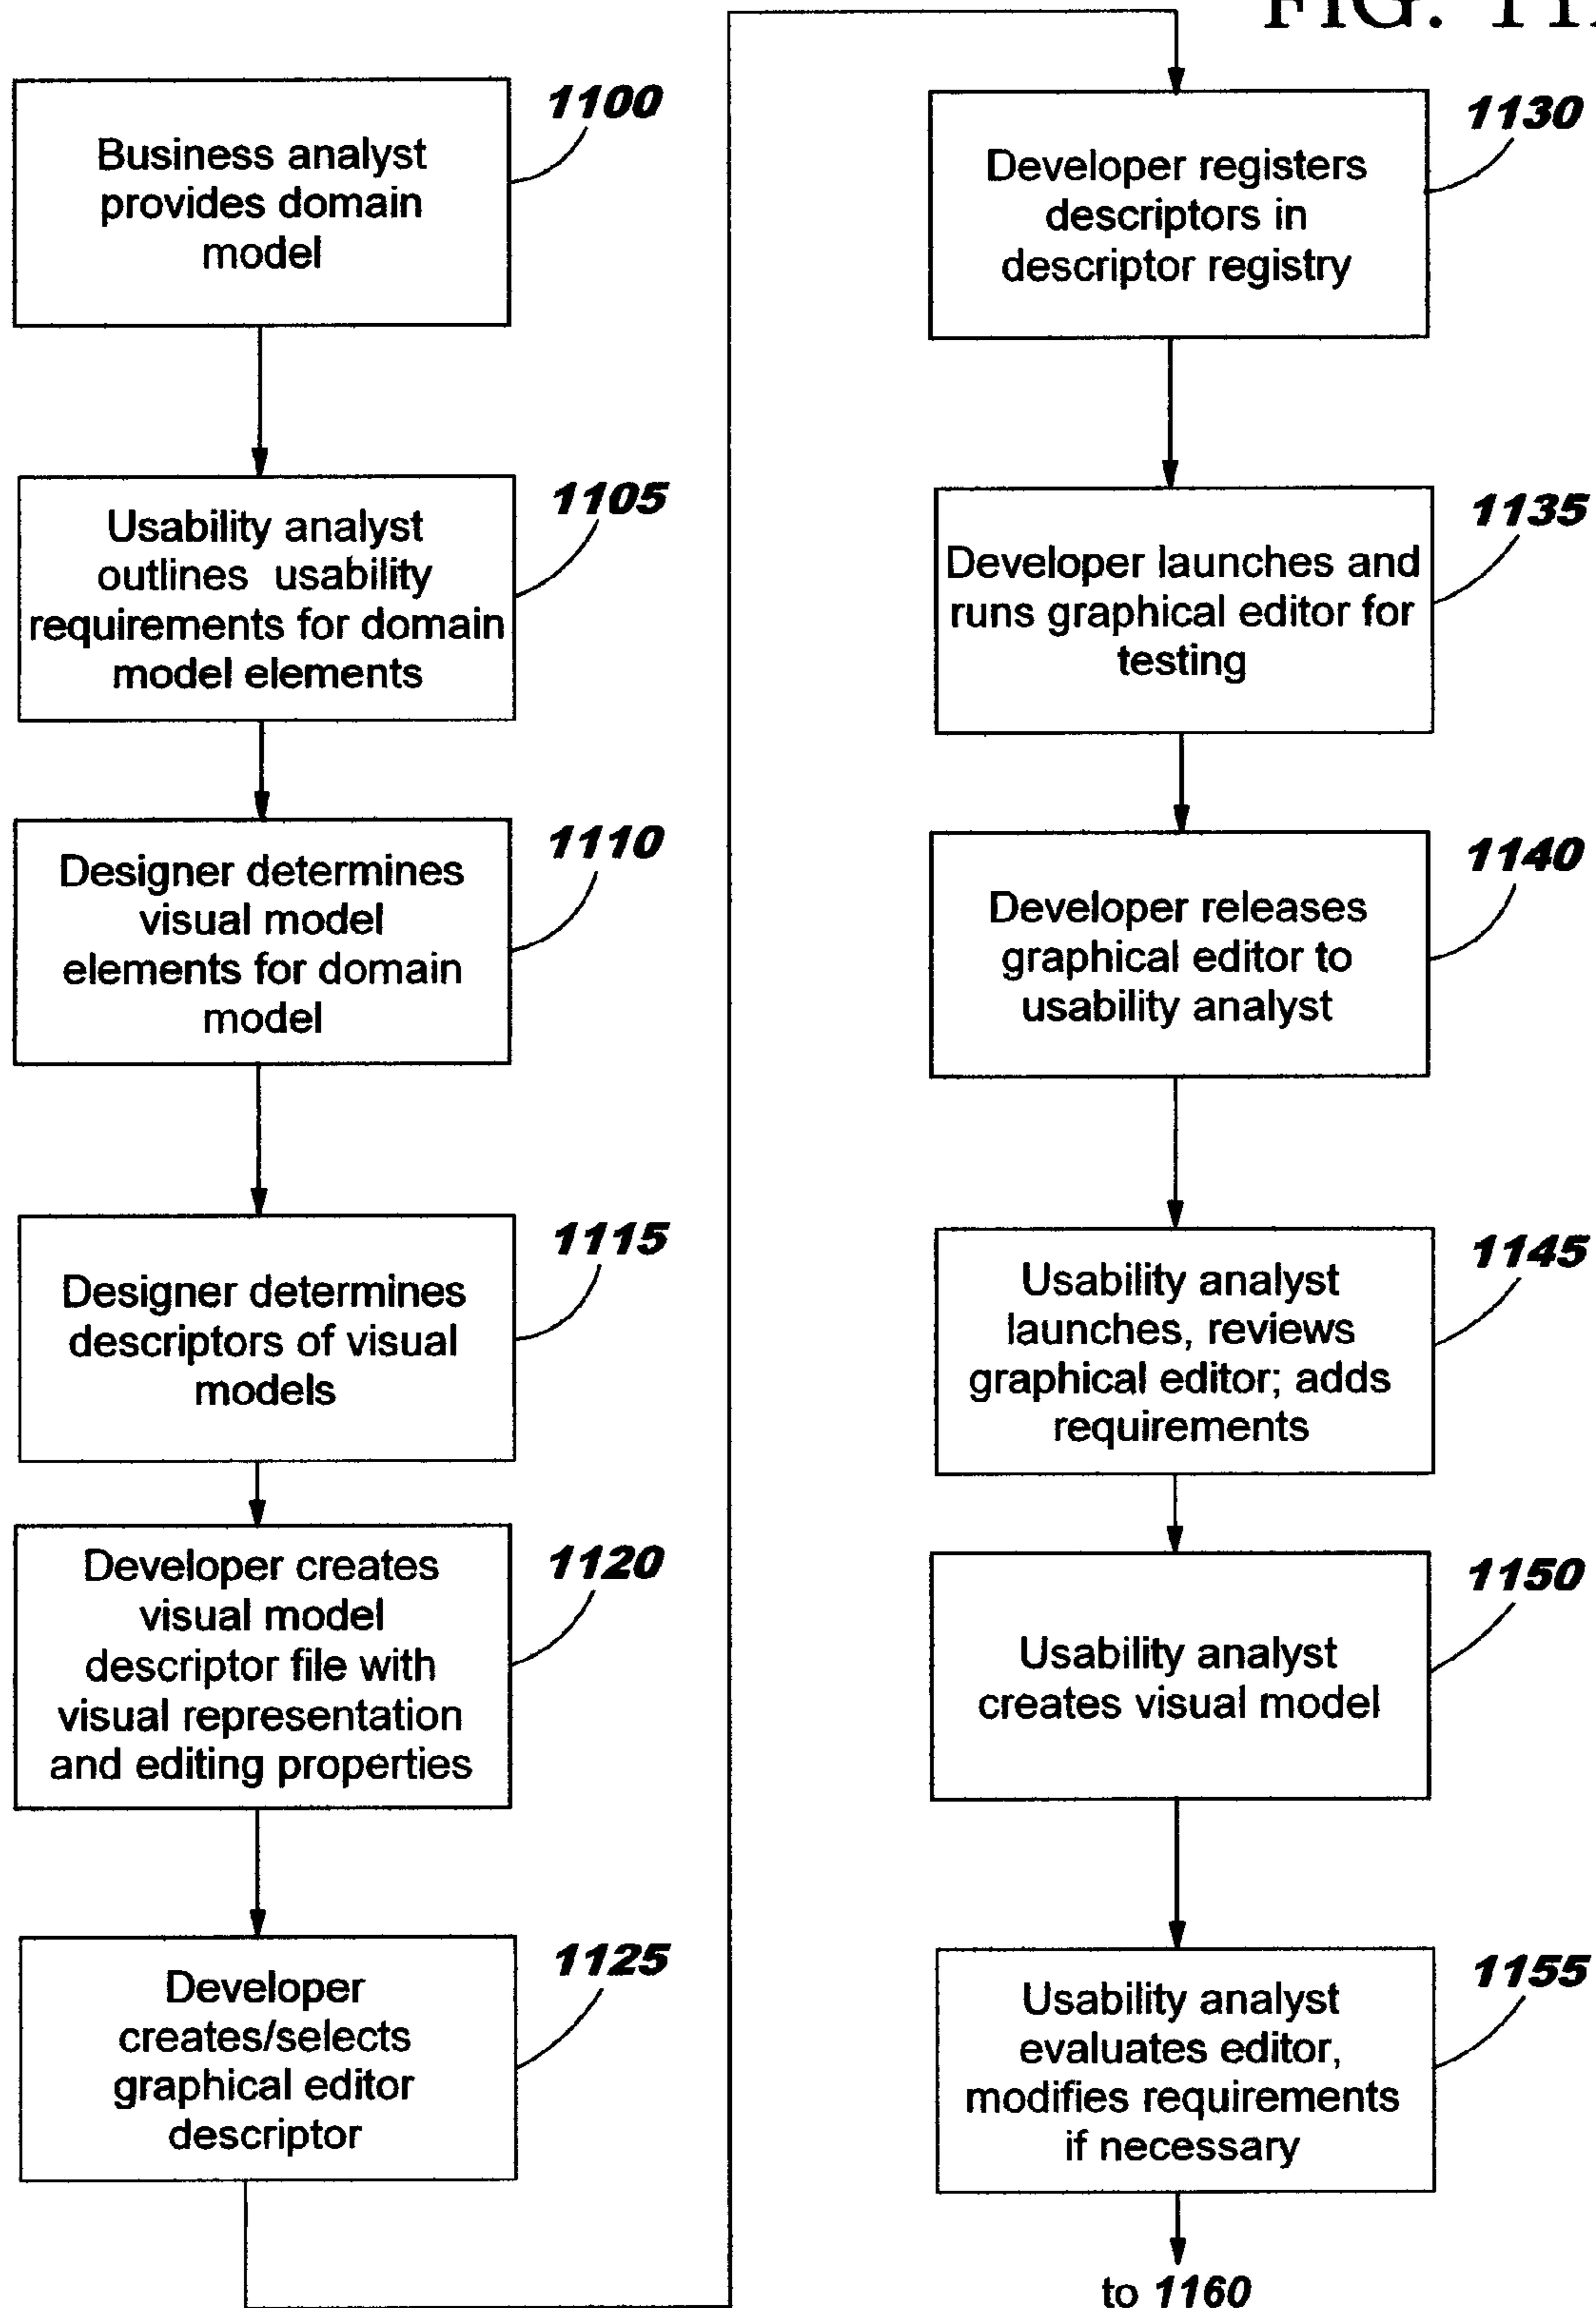 FIG. 11
1100
Business analyst
provides domain
model
1105
Usability analyst
outlines usability
requirements for domain
model elements
1110
Designer determines
visual model
elements for domain
model
1115
Designer determines
descriptors of visual
models
1120
Developer creates
visual model
descriptor file with
visual representation
and editing properties
1125
Developer
creates/selects
graphical editor
descriptor
1130
Developer registers
descriptors in
descriptor registry
1135
Developer launches and
runs graphical editor for
testing
1140
Developer releases
graphical editor to
usability analyst
1145
Usability analyst
launches, reviews
graphical editor; adds
requirements
1150
Usability analyst
creates visual model
1155
Usability analyst
evaluates editor,
modifies requirements
if necessary
to 1160